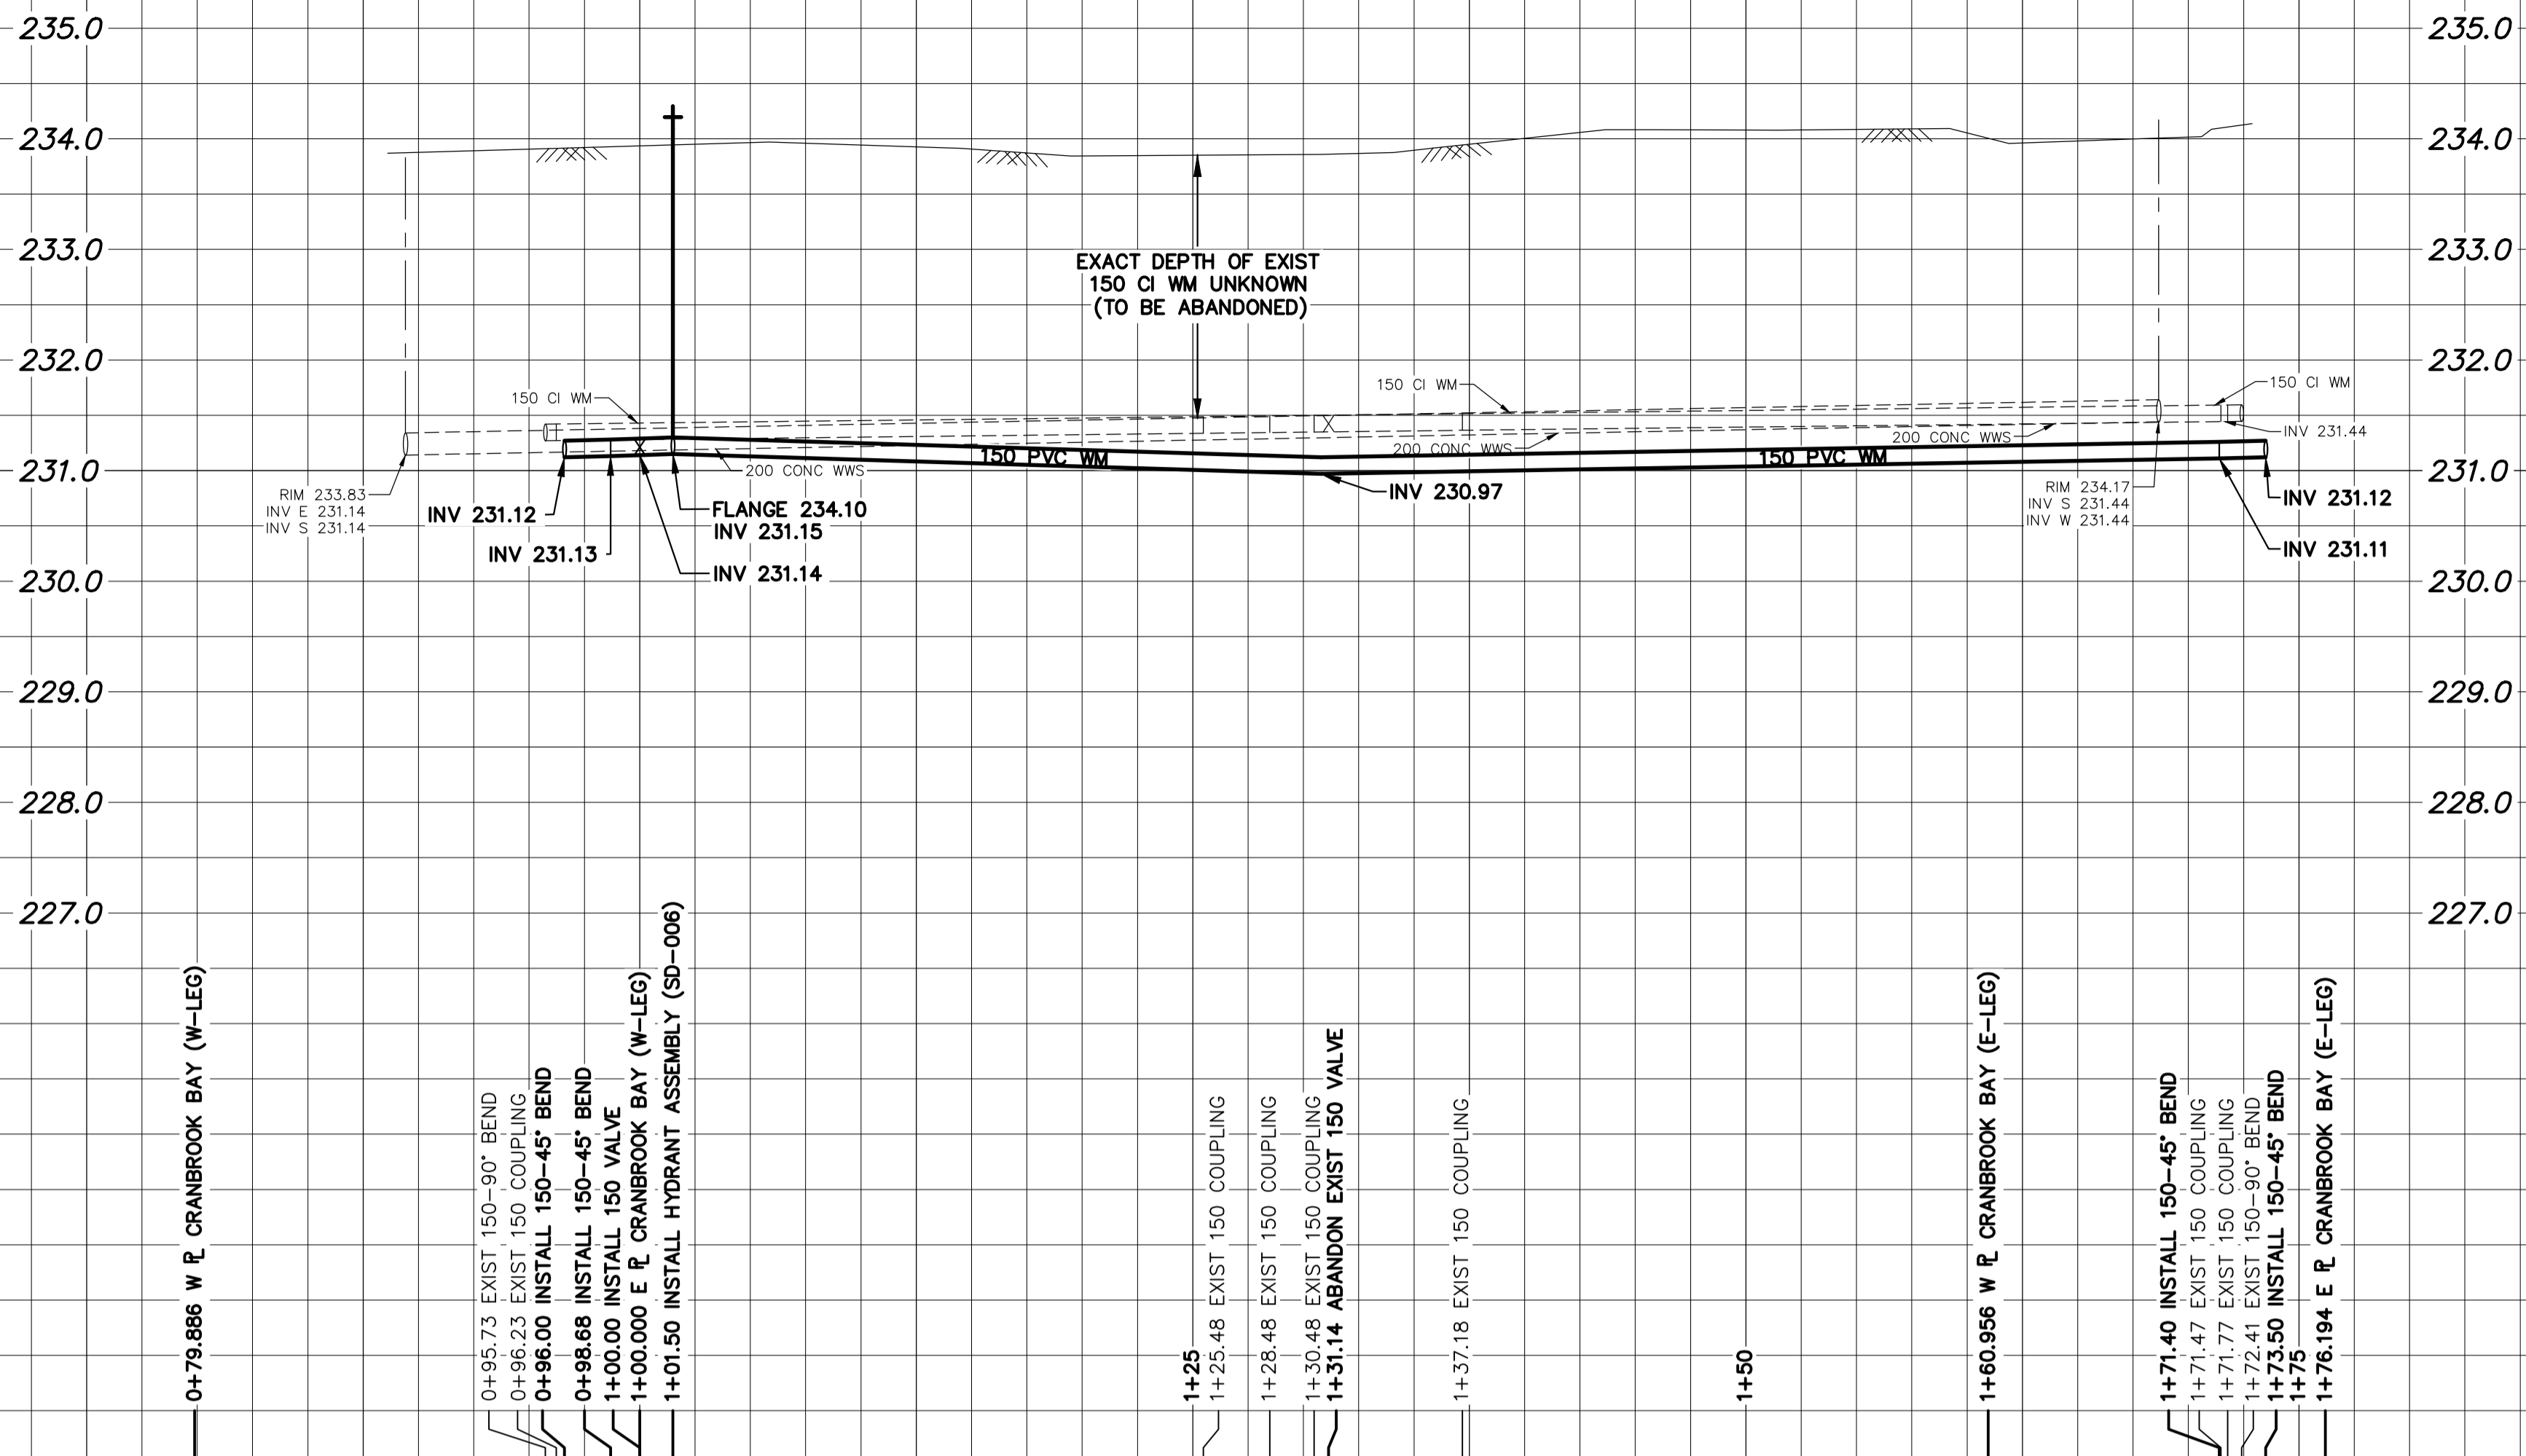 235.0 235.0
234.0 234.0
233.0 233.0
EXACT DEPTH OF EXIST
150 CI WM UNKNOWN
(TO BE ABANDONED)
232.0 232.0
150 CI WM
150 CI WM
150 CI WM
INV 231.44
200 CONC WWS
200 CONC WWS
150 PVC WM
150 PVC WM
231.0 231.0
200 CONC WWS
RIM 233.83
INV E 231.14
INV S 231.14
INV 231.12
INV 231.13
FLANGE 234.10
INV 231.15
INV 231.14
INV 230.97
RIM 234.17
INV S 231.44
INV W 231.44
INV 231.12
INV 231.11
230.0 230.0
229.0 229.0
228.0 228.0
227.0 227.0
0+79.886 W PL CRANBROOK BAY (W-LEG)
0+95.73 EXIST 150-90° BEND
0+96.23 EXIST 150 COUPLING
0+96.00 INSTALL 150-45° BEND
0+98.68 INSTALL 150-45° BEND
1+00.00 INSTALL 150 VALVE
1+00.000 E PL CRANBROOK BAY (W-LEG)
1+01.50 INSTALL HYDRANT ASSEMBLY (SD-006)
1+25
1+25.48 EXIST 150 COUPLING
1+28.48 EXIST 150 COUPLING
1+30.48 EXIST 150 COUPLING
1+31.14 ABANDON EXIST 150 VALVE
1+37.18 EXIST 150 COUPLING
1+50
1+60.956 W PL CRANBROOK BAY (E-LEG)
1+71.40 INSTALL 150-45° BEND
1+71.47 EXIST 150 COUPLING
1+71.77 EXIST 150 COUPLING
1+72.41 EXIST 150-90° BEND
1+73.50 INSTALL 150-45° BEND
1+75
1+76.194 E PL CRANBROOK BAY (E-LEG)